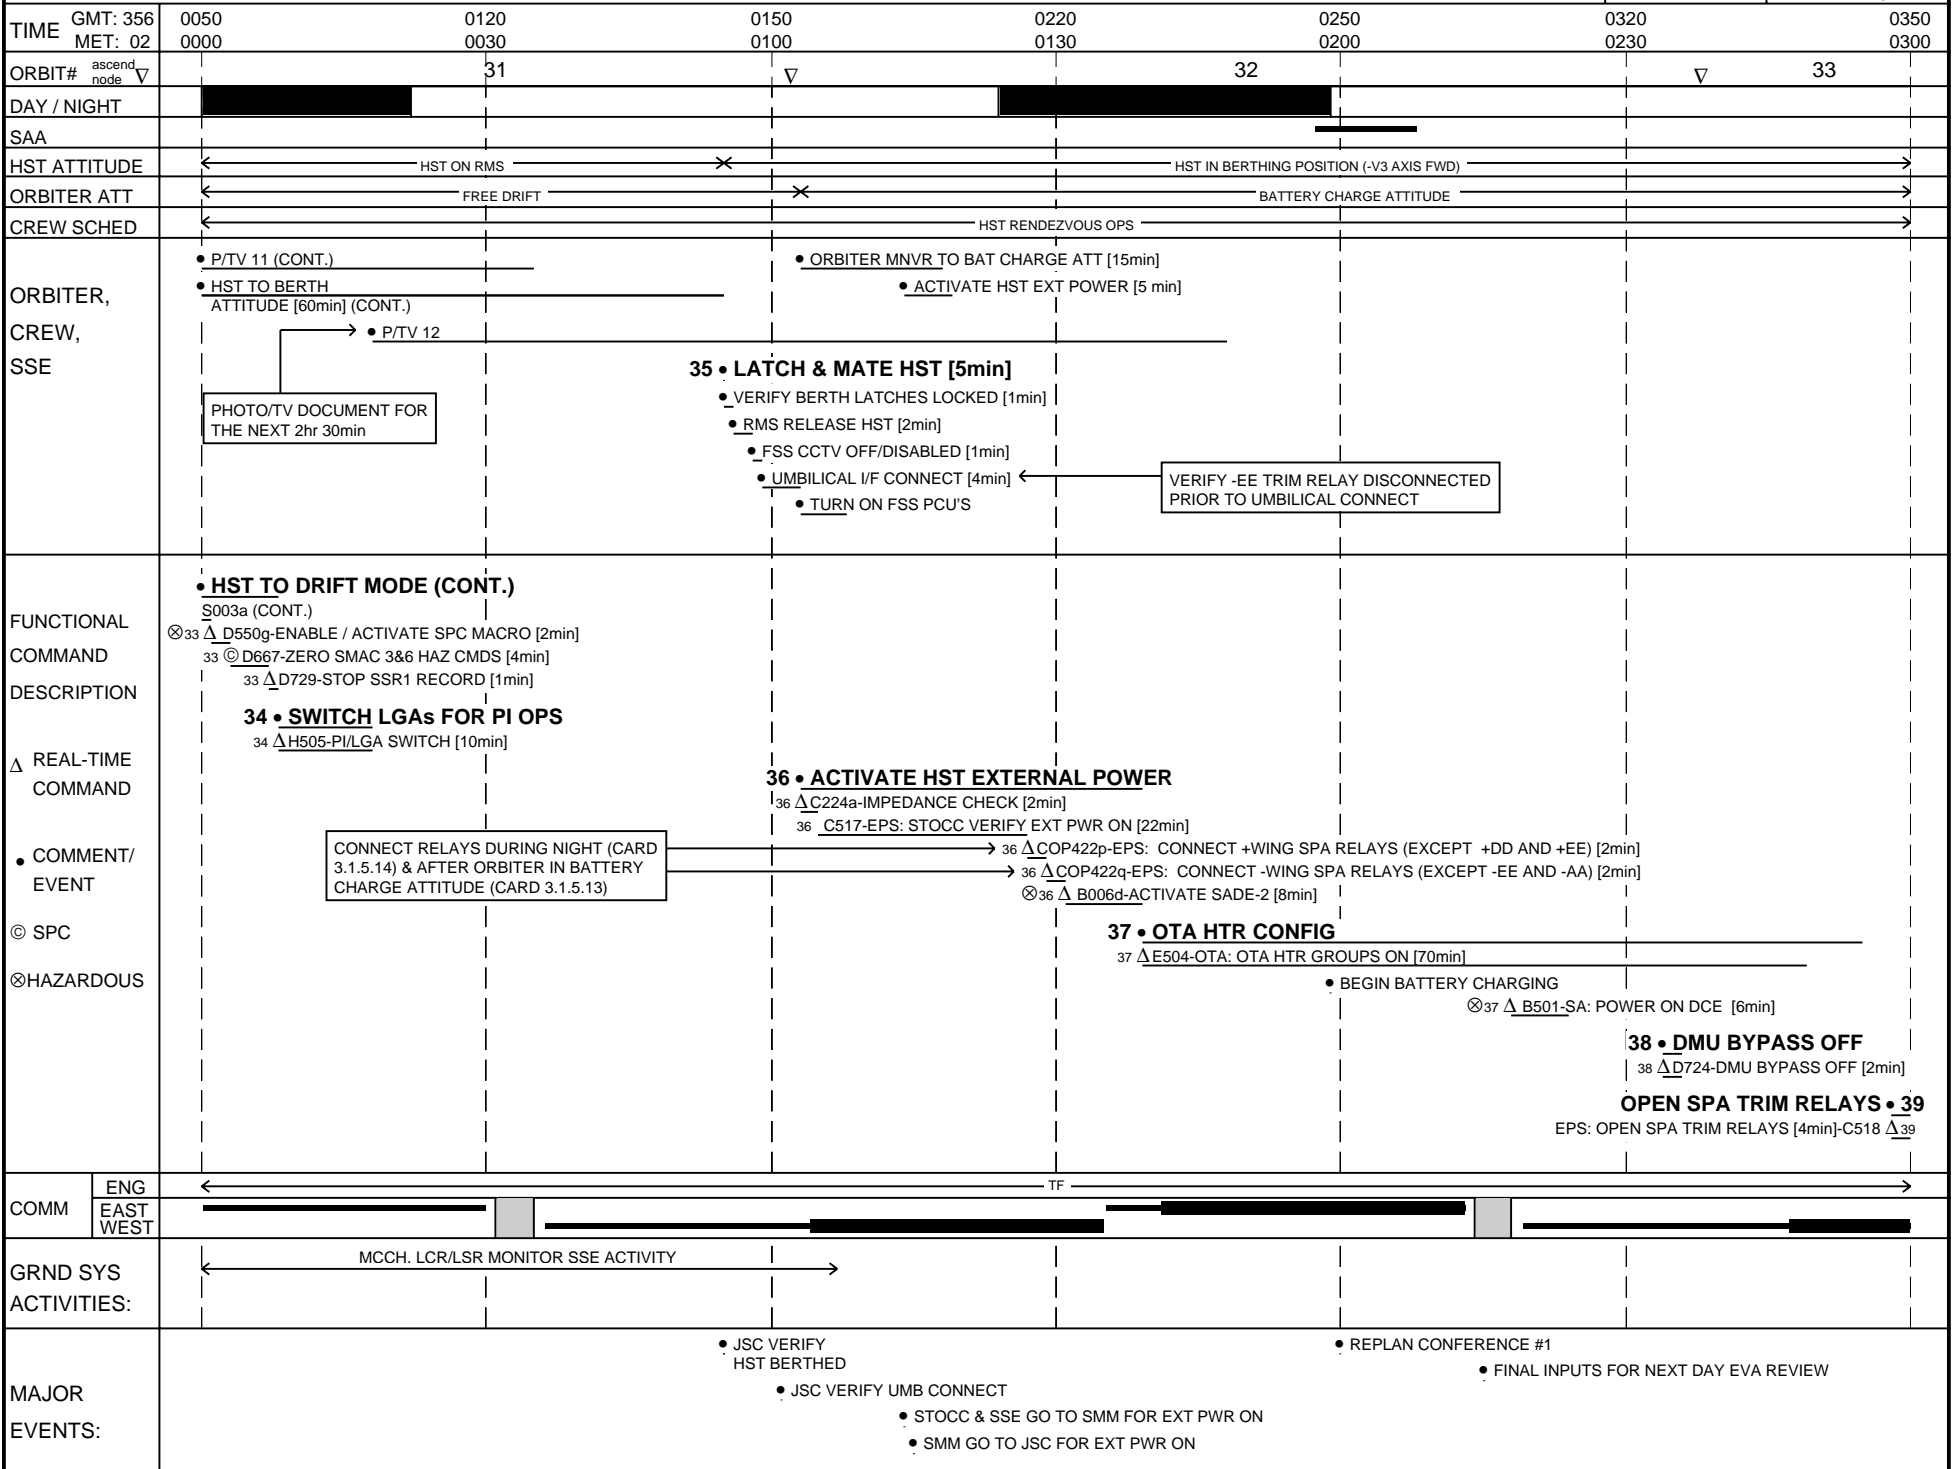 TIME GMT: 356 0050 0120 0150 0220 0250 0320 0350
MET: 02 0000 0030 0100 0130 0200 0230 0300
ORBIT# ascend node ∇ 31 ∇ 32 ∇ 33
DAY / NIGHT
SAA
HST ATTITUDE HST ON RMS HST IN BERTHING POSITION (-V3 AXIS FWD)
ORBITER ATT FREE DRIFT BATTERY CHARGE ATTITUDE
CREW SCHED HST RENDEZVOUS OPS
ORBITER,
CREW,
SSE
• P/TV 11 (CONT.)
• ORBITER MNVR TO BAT CHARGE ATT [15min]
• HST TO BERTH
ATTITUDE [60min] (CONT.)
• ACTIVATE HST EXT POWER [5 min]
• P/TV 12
PHOTO/TV DOCUMENT FOR
THE NEXT 2hr 30min
35 • LATCH & MATE HST [5min]
• VERIFY BERTH LATCHES LOCKED [1min]
• RMS RELEASE HST [2min]
• FSS CCTV OFF/DISABLED [1min]
• UMBILICAL I/F CONNECT [4min]
VERIFY -EE TRIM RELAY DISCONNECTED
PRIOR TO UMBILICAL CONNECT
• TURN ON FSS PCU'S
FUNCTIONAL
COMMAND
DESCRIPTION
∆ REAL-TIME
COMMAND
• COMMENT/
EVENT
© SPC
⊗HAZARDOUS
• HST TO DRIFT MODE (CONT.)
S003a (CONT.)
⊗33 ∆ D550g-ENABLE / ACTIVATE SPC MACRO [2min]
33 © D667-ZERO SMAC 3&6 HAZ CMDS [4min]
33 ∆ D729-STOP SSR1 RECORD [1min]
34 • SWITCH LGAs FOR PI OPS
34 ∆ H505-PI/LGA SWITCH [10min]
36 • ACTIVATE HST EXTERNAL POWER
36 ∆ C224a-IMPEDANCE CHECK [2min]
36 C517-EPS: STOCC VERIFY EXT PWR ON [22min]
CONNECT RELAYS DURING NIGHT (CARD
3.1.5.14) & AFTER ORBITER IN BATTERY
CHARGE ATTITUDE (CARD 3.1.5.13)
36 ∆ COP422p-EPS: CONNECT +WING SPA RELAYS (EXCEPT +DD AND +EE) [2min]
36 ∆ COP422q-EPS: CONNECT -WING SPA RELAYS (EXCEPT -EE AND -AA) [2min]
⊗36 ∆ B006d-ACTIVATE SADE-2 [8min]
37 • OTA HTR CONFIG
37 ∆ E504-OTA: OTA HTR GROUPS ON [70min]
• BEGIN BATTERY CHARGING
⊗37 ∆ B501-SA: POWER ON DCE [6min]
38 • DMU BYPASS OFF
38 ∆ D724-DMU BYPASS OFF [2min]
OPEN SPA TRIM RELAYS • 39
EPS: OPEN SPA TRIM RELAYS [4min]-C518 ∆ 39
COMM ENG TF
EAST
WEST
GRND SYS
ACTIVITIES:
MCCH. LCR/LSR MONITOR SSE ACTIVITY
MAJOR
EVENTS:
• JSC VERIFY
HST BERTHED
• REPLAN CONFERENCE #1
• FINAL INPUTS FOR NEXT DAY EVA REVIEW
• JSC VERIFY UMB CONNECT
• STOCC & SSE GO TO SMM FOR EXT PWR ON
• SMM GO TO JSC FOR EXT PWR ON